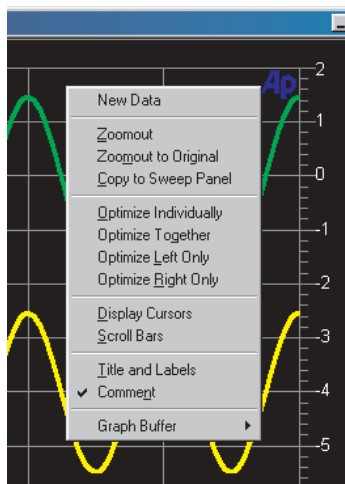 Ap
2
1
0
-1
-2
-3
-4
-5
New Data
Zoomout
Zoomout to Original
Copy to Sweep Panel
Optimize Individually
Optimize Together
Optimize Left Only
Optimize Right Only
Display Cursors
Scroll Bars
Title and Labels
✓ Comment
Graph Buffer